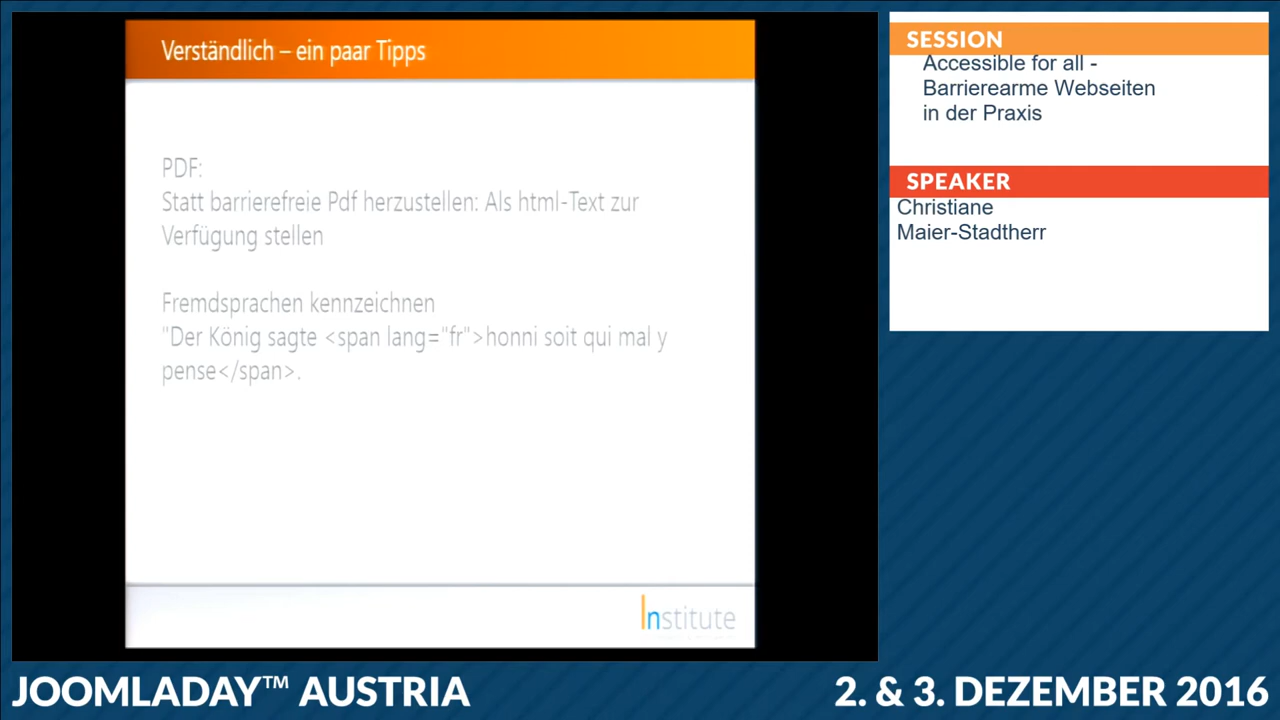 Verständlich – ein paar Tipps
PDF:
Statt barrierefreie Pdf herzustellen: Als html-Text zur
Verfügung stellen
Fremdsprachen kennzeichnen
"Der König sagte <span lang="fr">honni soit qui mal y
pense</span>.
Institute
SESSION
Accessible for all -
Barrierearme Webseiten
in der Praxis
SPEAKER
Christiane
Maier-Stadtherr
JOOMLADAY™ AUSTRIA
2. & 3. DEZEMBER 2016